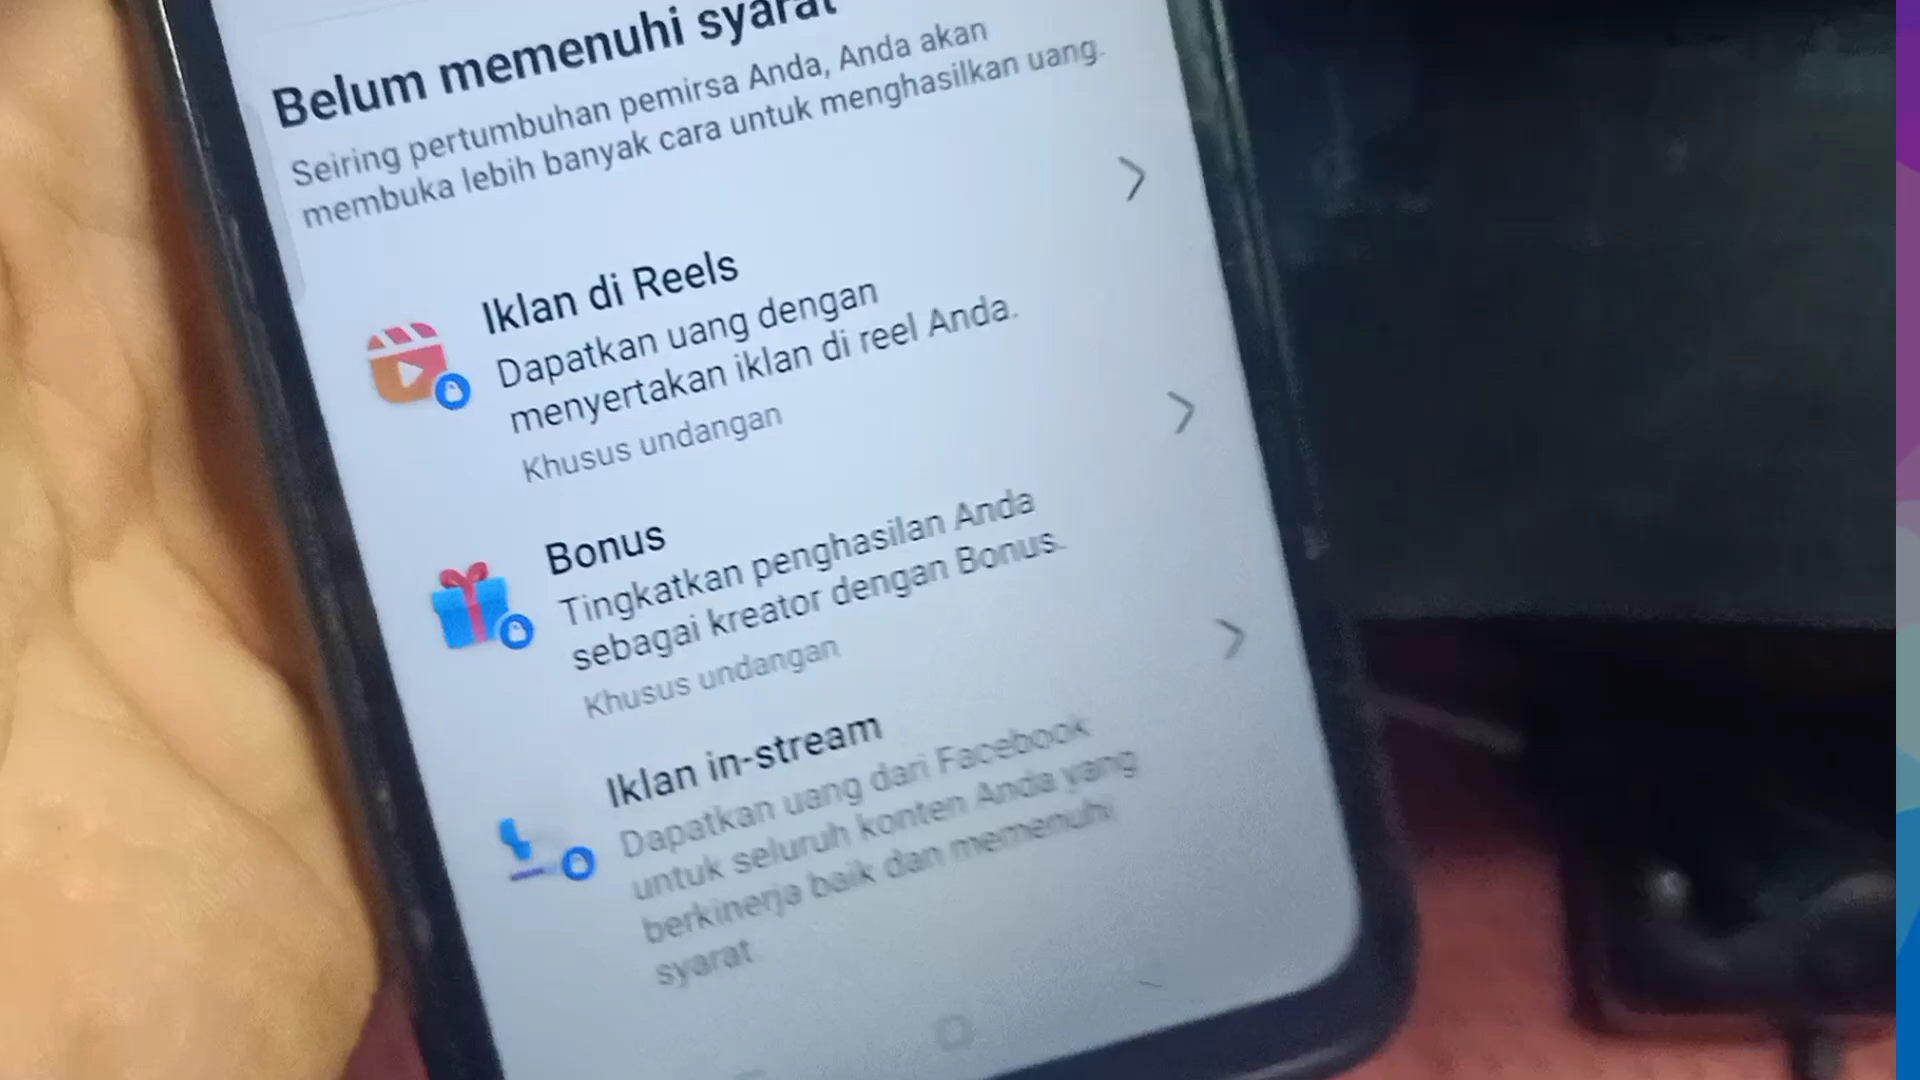 Belum memenuhi syarat
Seiring pertumbuhan pemirsa Anda, Anda akan
membuka lebih banyak cara untuk menghasilkan uang.
Iklan di Reels
Dapatkan uang dengan
menyertakan iklan di reel Anda.
Khusus undangan
Bonus
Tingkatkan penghasilan Anda
sebagai kreator dengan Bonus.
Khusus undangan
Iklan in-stream
Dapatkan uang dari Facebook
untuk seluruh konten Anda yang
berkinerja baik dan memenuhi
syarat.